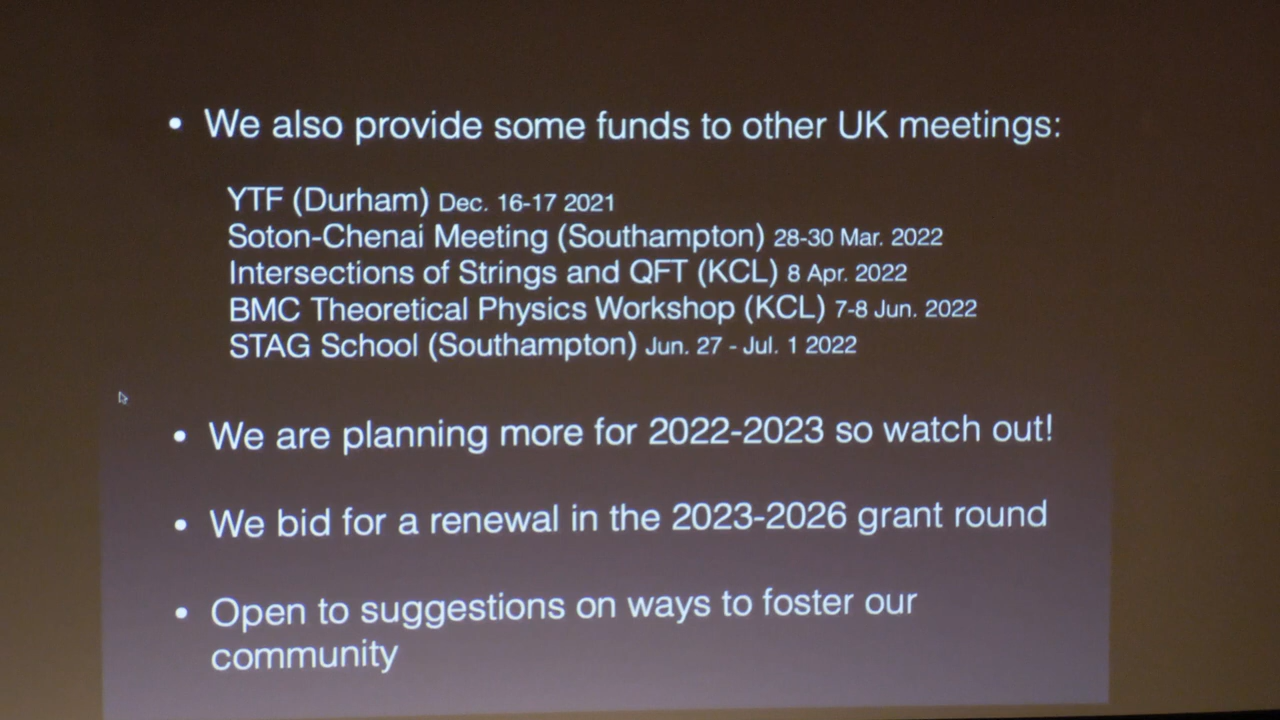 • We also provide some funds to other UK meetings:
YTF (Durham) Dec. 16-17 2021
Soton-Chenai Meeting (Southampton) 28-30 Mar. 2022
Intersections of Strings and QFT (KCL) 8 Apr. 2022
BMC Theoretical Physics Workshop (KCL) 7-8 Jun. 2022
STAG School (Southampton) Jun. 27 - Jul. 1 2022
• We are planning more for 2022-2023 so watch out!
• We bid for a renewal in the 2023-2026 grant round
• Open to suggestions on ways to foster our
community